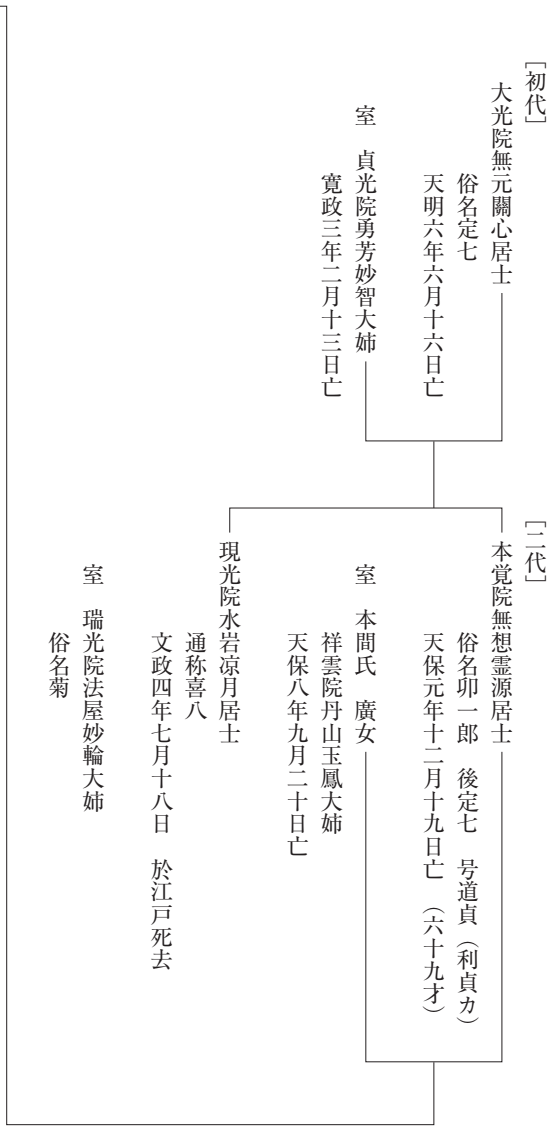 ［初代］
大光院無元關心居士
俗名定七
天明六年六月十六日亡
室　貞光院勇芳妙智大姉
寛政三年二月十三日亡
［二代］
本覚院無想霊源居士
俗名卯一郎　後定七　号道貞（利貞カ）
天保元年十二月十九日亡　（六十九才）
室　本間氏　廣女
祥雲院丹山玉鳳大姉
天保八年九月二十日亡
現光院水岩凉月居士
通称喜八
文政四年七月十八日　於江戸死去
室　瑞光院法屋妙輪大姉
俗名菊